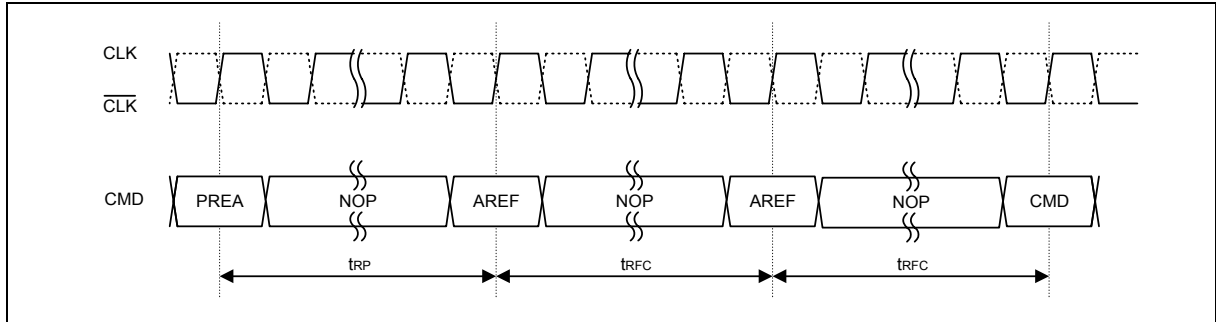 CLK
CLK
CMD PREA NOP AREF NOP AREF NOP CMD
tRP tRFC tRFC